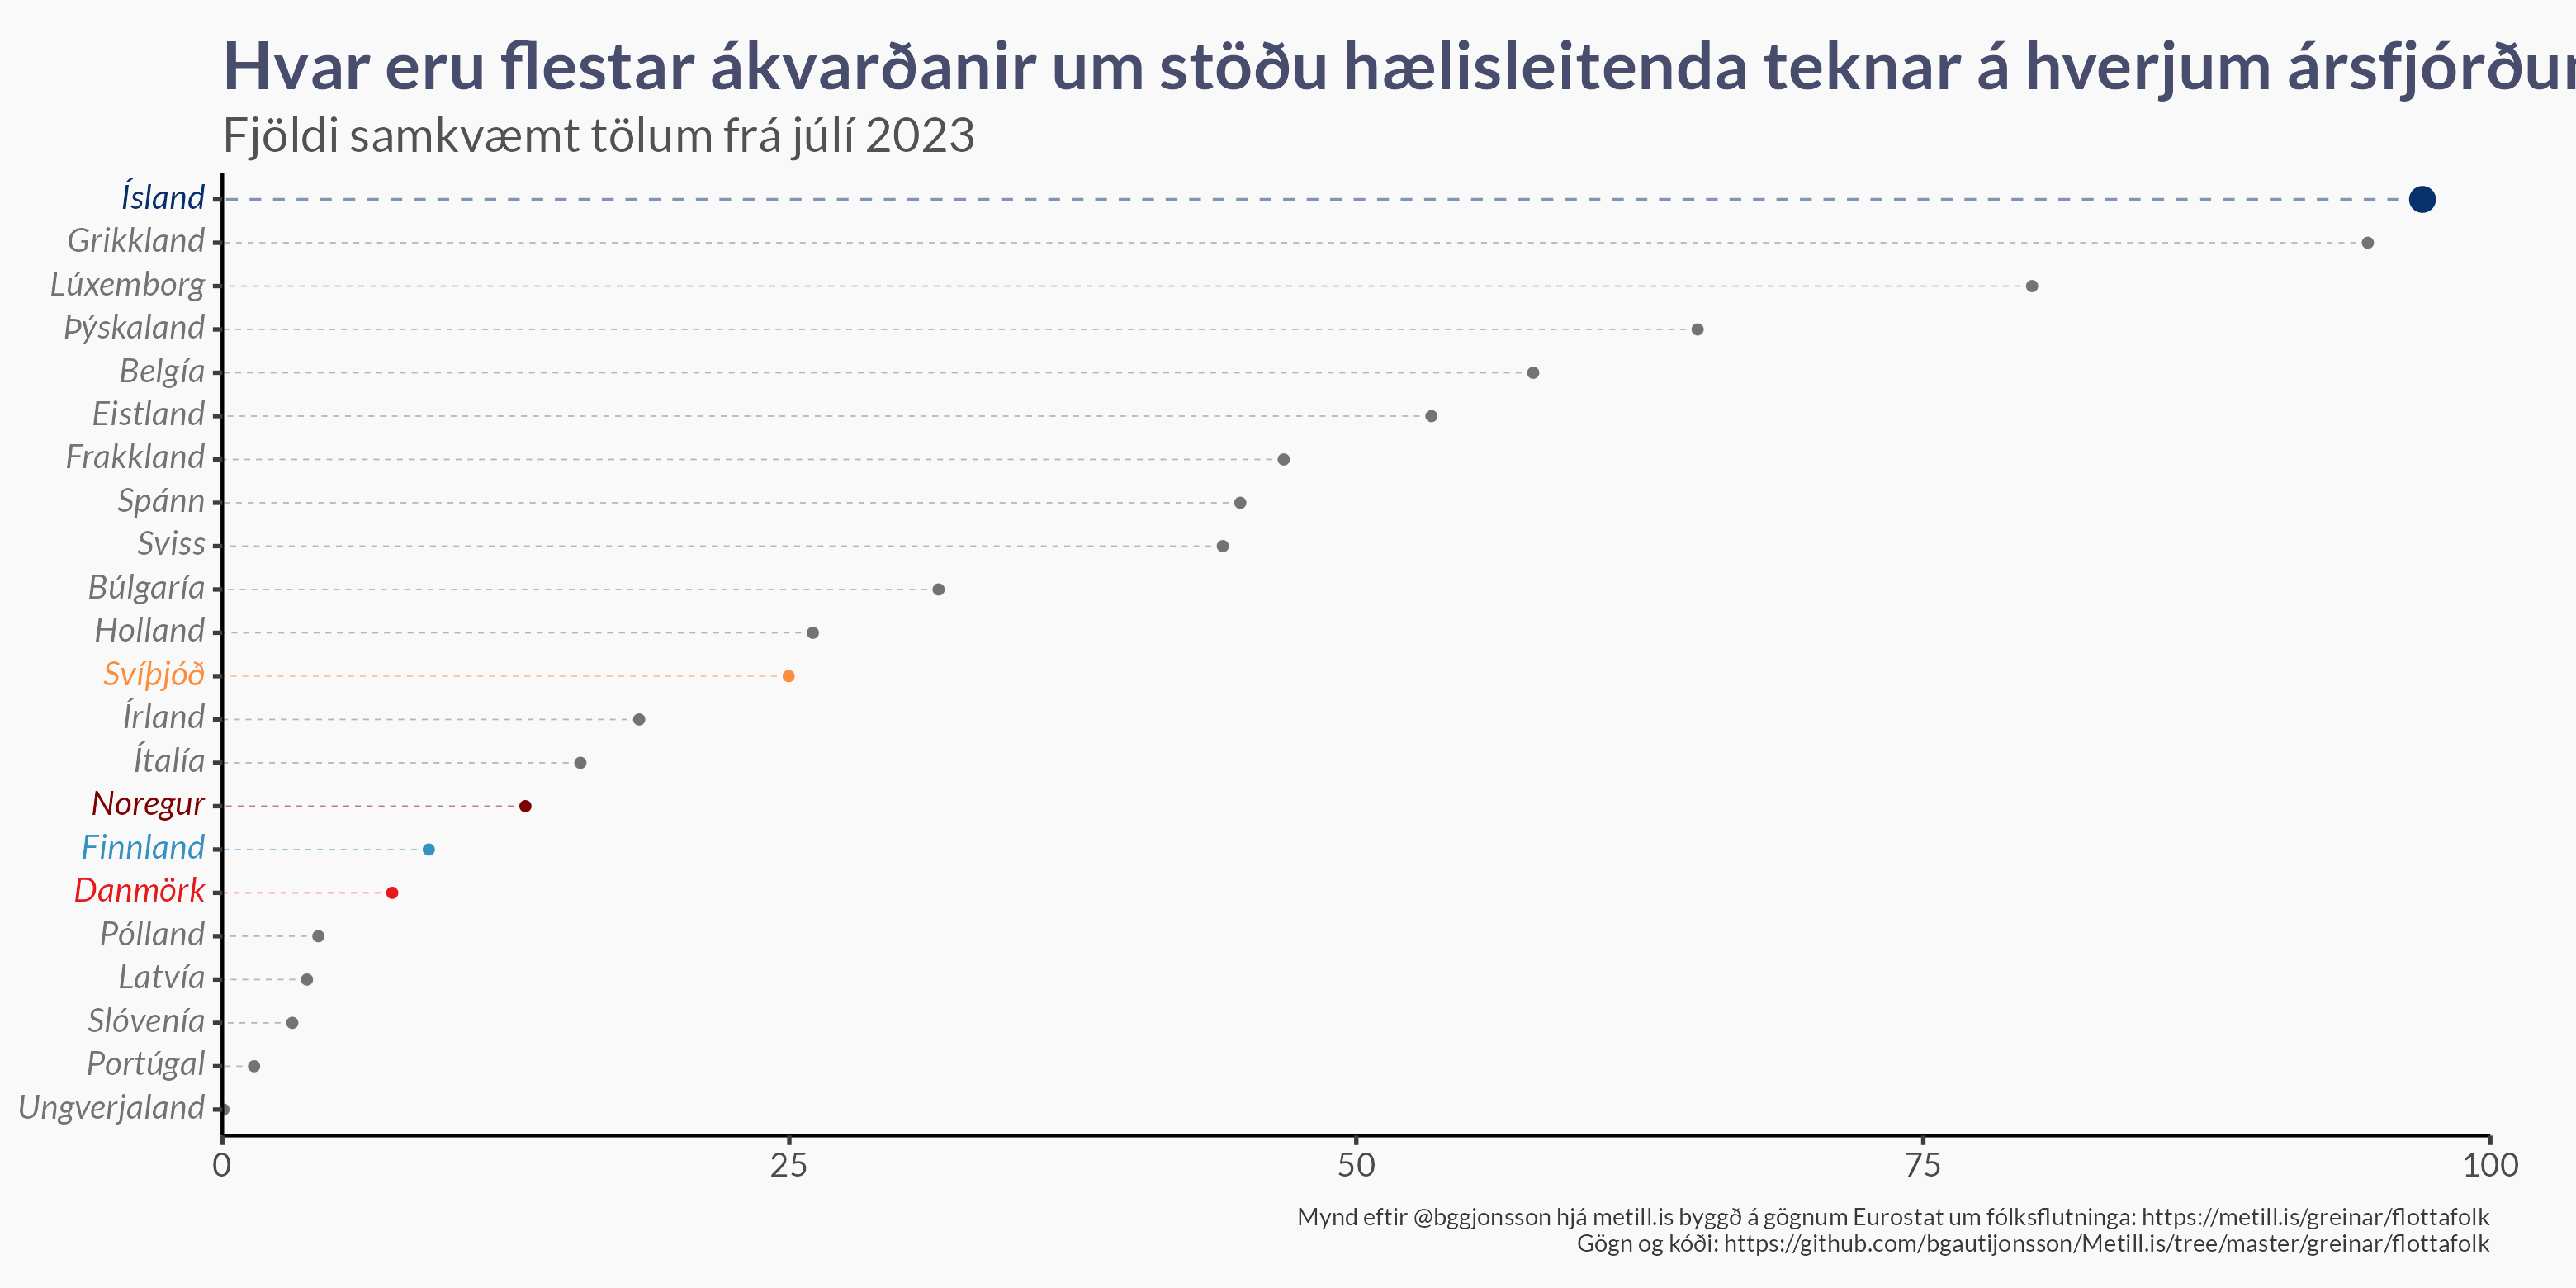 Hvar eru flestar ákvarðanir um stöðu hælisleitenda teknar á hverjum
Fjöldi samkvæmt tölum frá júlí 2023
Ísland
Grikkland
Lúxemborg
Þýskaland
Belgía
Eistland
Frakkland
Spánn
Sviss
Búlgaría
Holland
Svíþjóð
Írland
Ítalía
Noregur
Finnland
Danmörk
Pólland
Latvía
Slóvenía
Portúgal
Ungverjaland
0 25 50 75 100
Mynd eftir @bggjonsson hjá metill.is byggð á gögnum Eurostat um fólksflutninga: https://metill.is/greinar/flottafolk
Gögn og kóði: https://github.com/bgautijonsson/Metill.is/tree/master/greinar/flottafolk